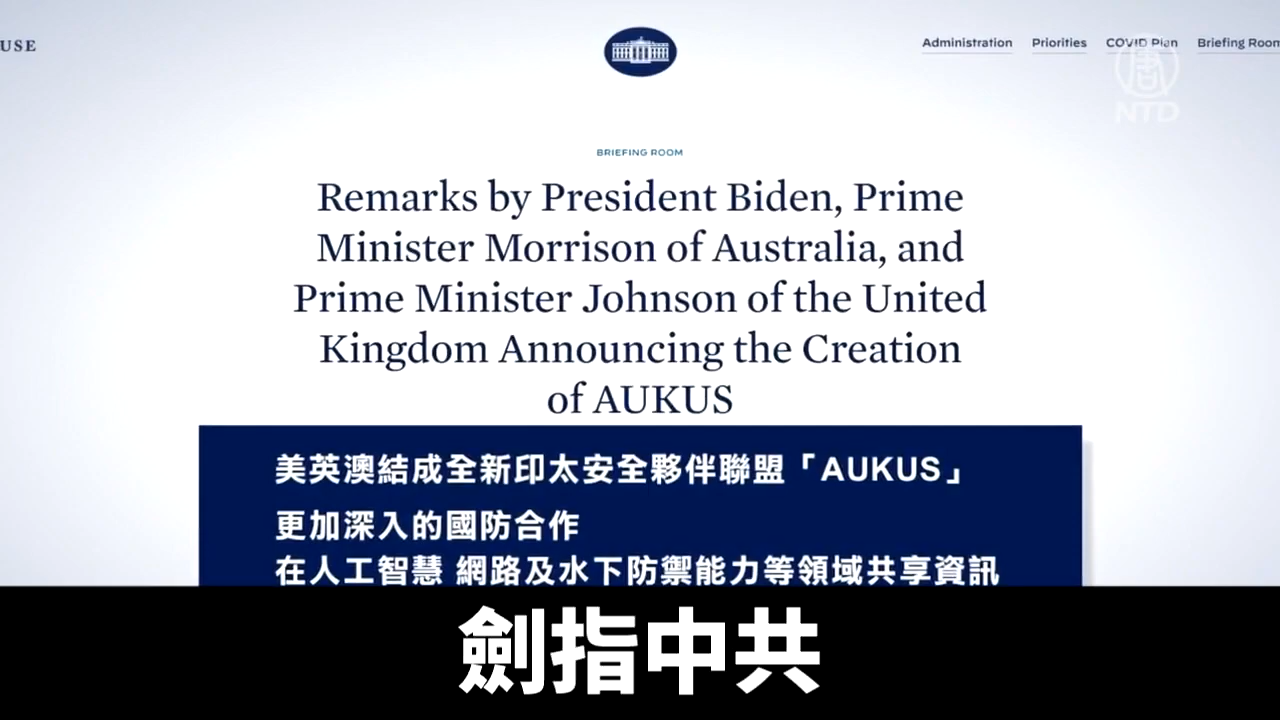 USE
Administration Priorities COVID Plan Briefing Room
唐
NTD
BRIEFING ROOM
Remarks by President Biden, Prime
Minister Morrison of Australia, and
Prime Minister Johnson of the United
Kingdom Announcing the Creation
of AUKUS
美英澳結成全新印太安全夥伴聯盟「AUKUS」
更加深入的國防合作
在人工智慧 網路及水下防禦能力等領域共享資訊
劍指中共